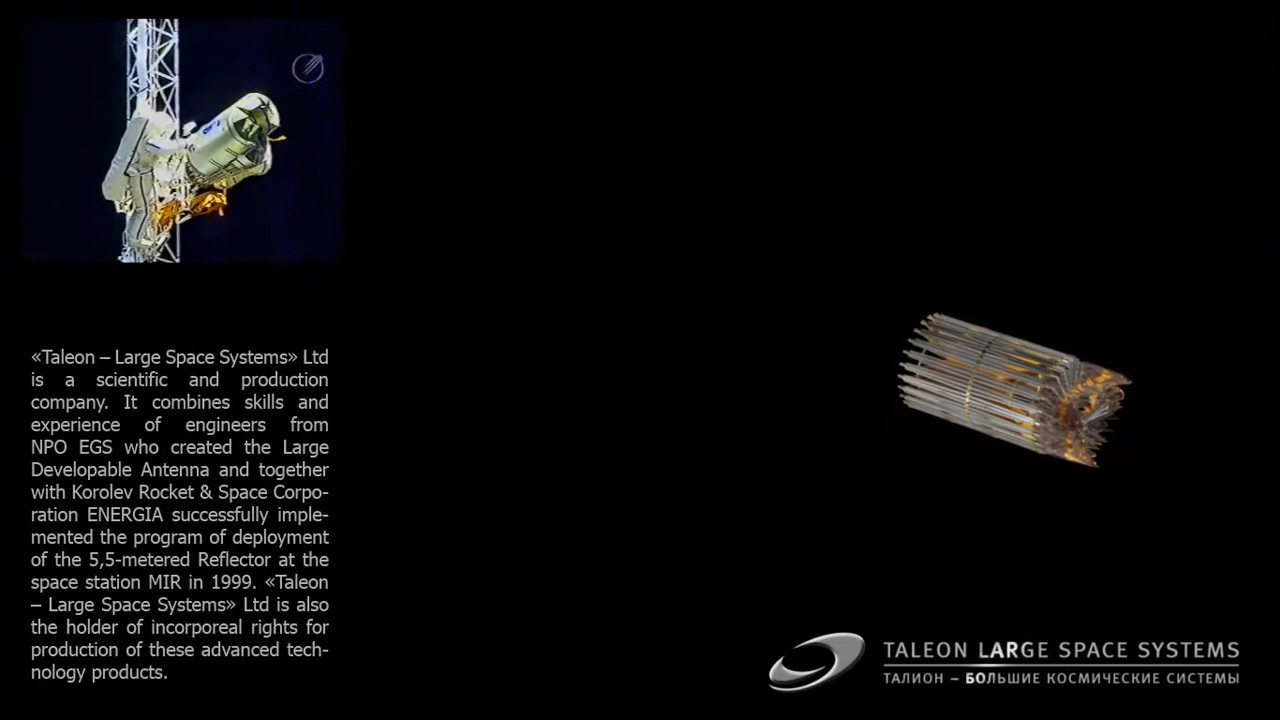 «Taleon – Large Space Systems» Ltd
is a scientific and production
company. It combines skills and
experience of engineers from
NPO EGS who created the Large
Developable Antenna and together
with Korolev Rocket & Space Corpo-
ration ENERGIA successfully imple-
mented the program of deployment
of the 5,5-metered Reflector at the
space station MIR in 1999. «Taleon
– Large Space Systems» Ltd is also
the holder of incorporeal rights for
production of these advanced tech-
nology products.
TALEON LARGE SPACE SYSTEMS
ТАЛИОН – БОЛЬШИЕ КОСМИЧЕСКИЕ СИСТЕМЫ